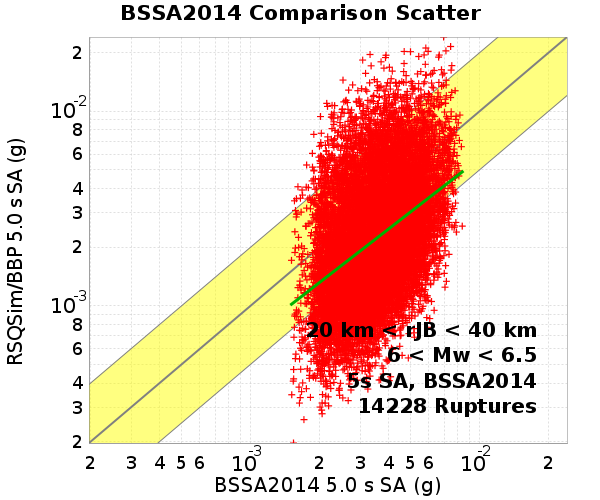 BSSA2014 Comparison Scatter
RSQSim/BBP 5.0 s SA (g)
2
10-2
8
6
4
3
2
10-3
8
6
4
3
2
20 km < rJB < 40 km
6 < Mw < 6.5
5s SA, BSSA2014
14228 Ruptures
2 3 4 5 6 10-3 2 3 4 5 6 10-2 2
BSSA2014 5.0 s SA (g)